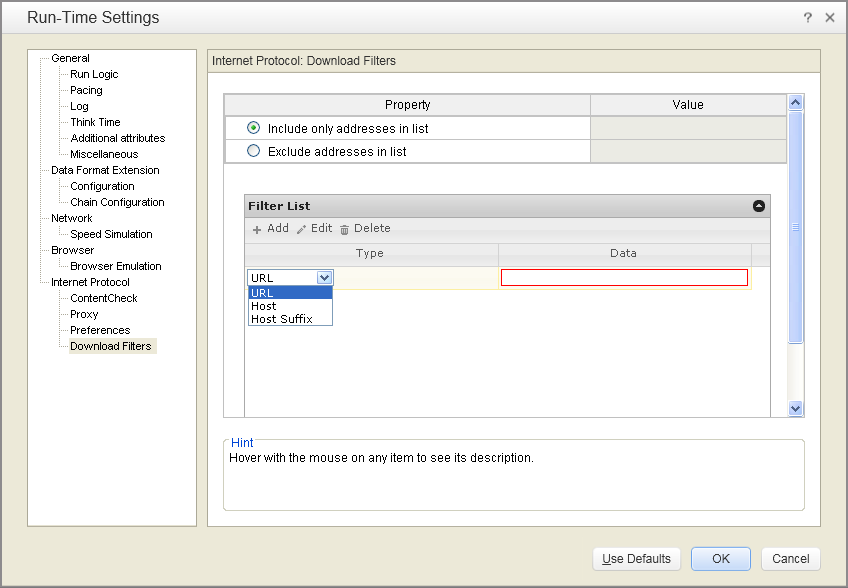 Run-Time Settings
General
Run Logic
Pacing
Log
Think Time
Additional attributes
Miscellaneous
Data Format Extension
Configuration
Chain Configuration
Network
Speed Simulation
Browser
Browser Emulation
Internet Protocol
ContentCheck
Proxy
Preferences
Download Filters
Internet Protocol: Download Filters
Property Value
Include only addresses in list
Exclude addresses in list
Filter List
Add Edit Delete
Type Data
URL
URL
Host
Host Suffix
Hint
Hover with the mouse on any item to see its description.
Use Defaults OK Cancel